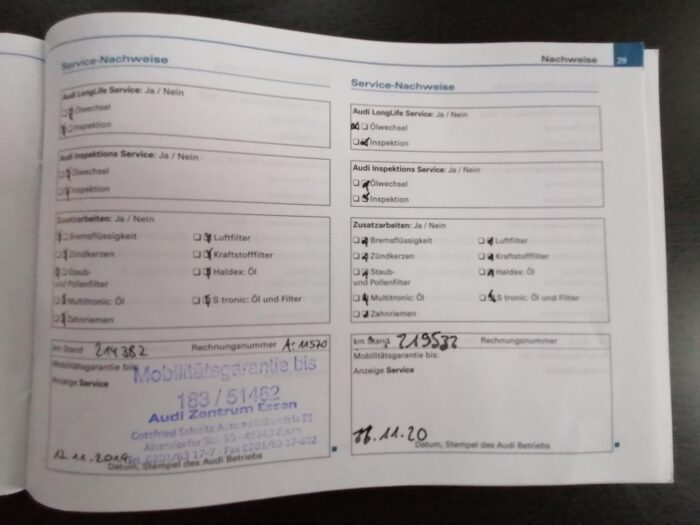 Nachweise 29
Service-Nachweise
Audi LongLife Service: Ja / Nein
Ölwechsel
Inspektion
Audi Inspektions Service: Ja / Nein
Ölwechsel
Inspektion
Zusatzarbeiten: Ja / Nein
Bremsflüssigkeit Luftfilter
Zündkerzen Kraftstofffilter
Staub- Haldex: Öl
und Pollenfilter
Multitronic: Öl S tronic: Öl und Filter
Zahnriemen
km Stand 214382 Rechnungsnummer A-11570
Mobilitätsgarantie bis:
Mobilitätsgarantie bis
Anzeige Service
183 / 51462
Audi Zentrum Essen
Gottfried Schultz Automobilhandels SE
12.11.2019
Datum, Stempel des Audi Betriebs
Service-Nachweise
Audi LongLife Service: Ja / Nein
Ölwechsel
Inspektion
Audi Inspektions Service: Ja / Nein
Ölwechsel
Inspektion
Zusatzarbeiten: Ja / Nein
Bremsflüssigkeit Luftfilter
Zündkerzen Kraftstofffilter
Staub- Haldex: Öl
und Pollenfilter
Multitronic: Öl S tronic: Öl und Filter
Zahnriemen
km Stand 219532 Rechnungsnummer
Mobilitätsgarantie bis:
Anzeige Service
11.20
Datum, Stempel des Audi Betriebs